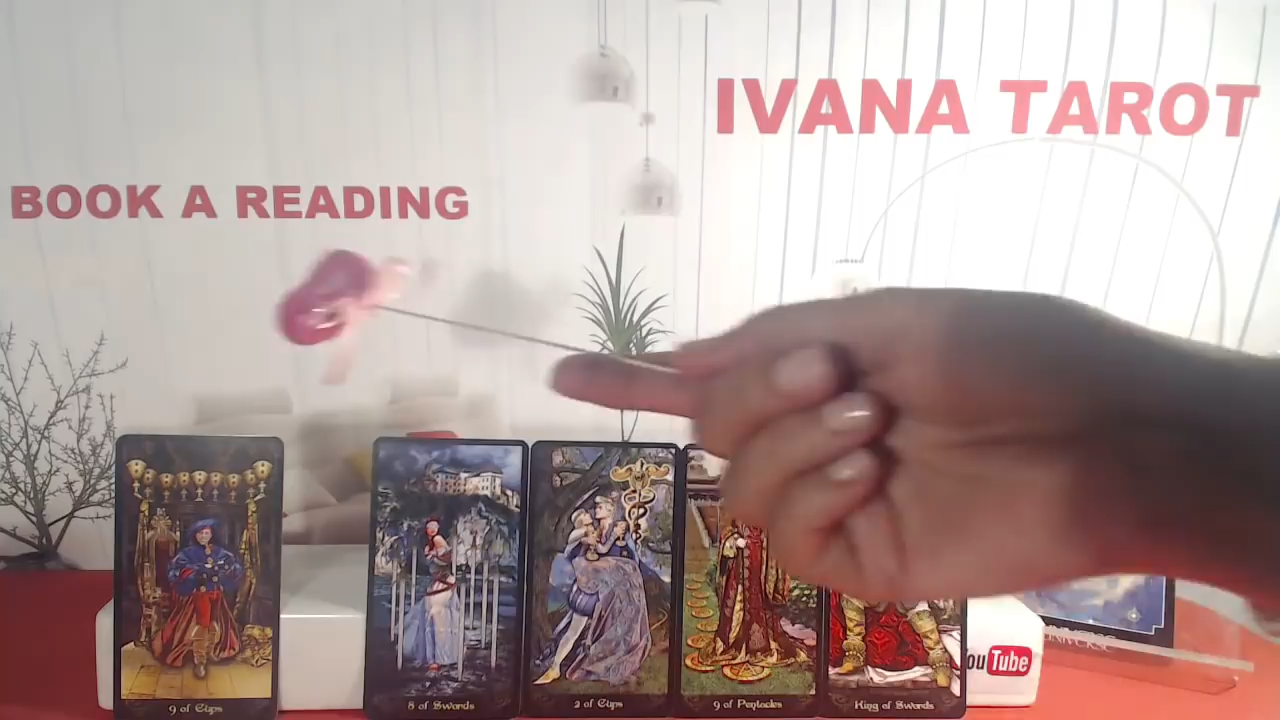 IVANA TAROT
BOOK A READING
9 of Cups
8 of Swords
2 of Cups
9 of Pentacles
King of Swords
YouTube
UNIVERSE